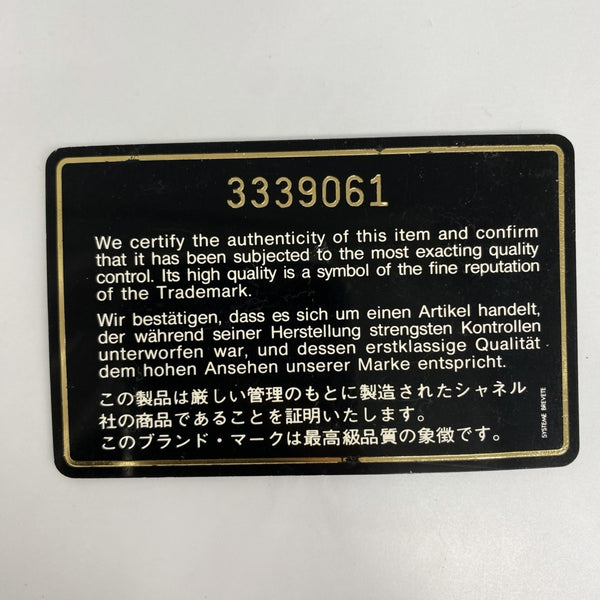 3339061
We certify the authenticity of this item and confirm
that it has been subjected to the most exacting quality
control. Its high quality is a symbol of the fine reputation
of the Trademark.
Wir bestätigen, dass es sich um einen Artikel handelt,
der während seiner Herstellung strengsten Kontrollen
unterworfen war, und dessen erstklassige Qualität
dem hohen Ansehen unserer Marke entspricht.
この製品は厳しい管理のもとに製造されたシャネル
社の商品であることを証明いたします。
このブランド・マークは最高級品質の象徴です。
SYSTEME BREVETE